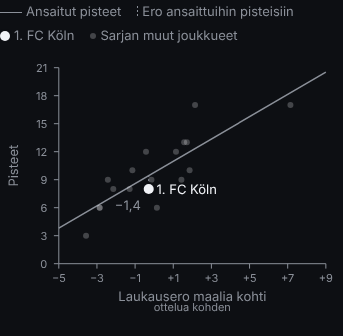 Ansaitut pisteet Ero ansaittuihin pisteisiin
1. FC Köln Sarjan muut joukkueet
21
18
15
12
9
6
3
0
Pisteet
1. FC Köln
−1,4
−5 −3 −1 +1 +3 +5 +7 +9
Laukausero maalia kohti
ottelua kohden